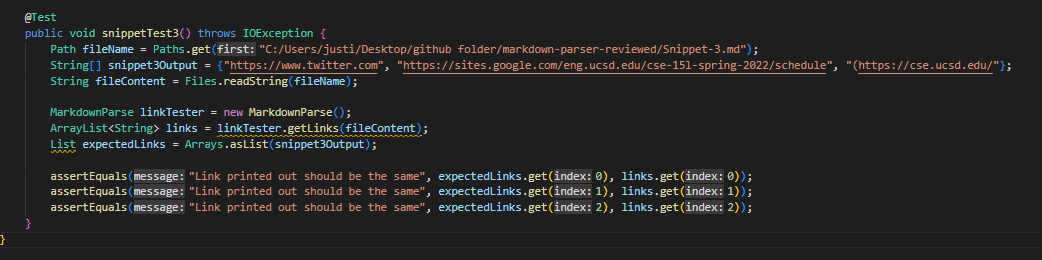 @Test
public void snippetTest3() throws IOException {
Path fileName = Paths.get(first: "C:/Users/justi/Desktop/github folder/markdown-parser-reviewed/Snippet-3.md");
String[] snippet3Output = {"https://www.twitter.com", "https://sites.google.com/eng.ucsd.edu/cse-15l-spring-2022/schedule", "(https://cse.ucsd.edu/"};
String fileContent = Files.readString(fileName);
MarkdownParse linkTester = new MarkdownParse();
ArrayList<String> links = linkTester.getLinks(fileContent);
List expectedLinks = Arrays.asList(snippet3Output);
assertEquals(message: "Link printed out should be the same", expectedLinks.get(index: 0), links.get(index: 0));
assertEquals(message: "Link printed out should be the same", expectedLinks.get(index: 1), links.get(index: 1));
assertEquals(message: "Link printed out should be the same", expectedLinks.get(index: 2), links.get(index: 2));
}
}